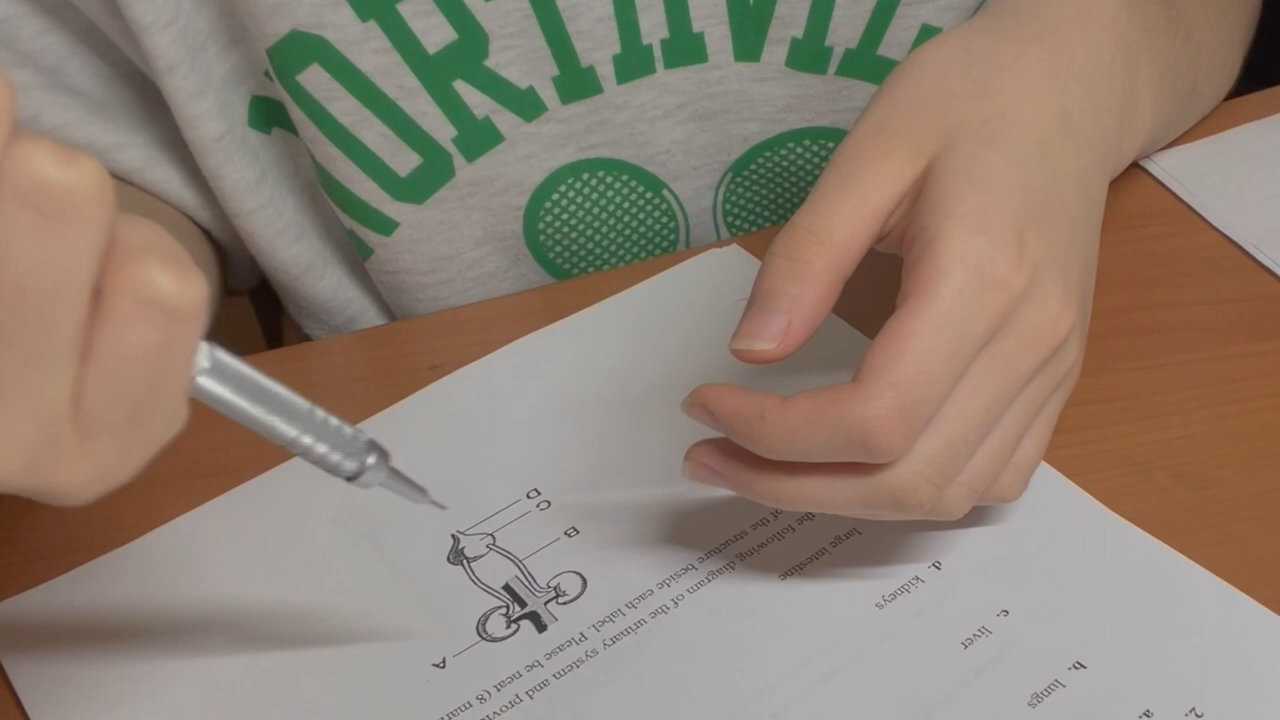 ORTHVIL
2.
a.
b. lungs
c. liver
d. kidneys
large intestine
the following diagram of the urinary system and provi
of the structure beside each label. Please be neat (8 mar
A
B
C
D